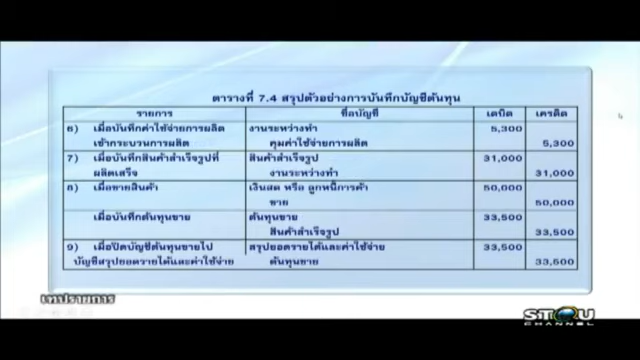 ตารางที่ 7.4 สรุปตัวอย่างการบันทึกบัญชีต้นทุน
รายการ ชื่อบัญชี เดบิต เครดิต
6) เมื่อบันทึกค่าใช้จ่ายการผลิต งานระหว่างทำ 5,300
เข้ากระบวนการผลิต คุมค่าใช้จ่ายการผลิต 5,300
7) เมื่อบันทึกสินค้าสำเร็จรูปที่ สินค้าสำเร็จรูป 31,000
ผลิตเสร็จ งานระหว่างทำ 31,000
8) เมื่อขายสินค้า เงินสด หรือ ลูกหนี้การค้า 50,000
ขาย 50,000
เมื่อบันทึกต้นทุนขาย ต้นทุนขาย 33,500
สินค้าสำเร็จรูป 33,500
9) เมื่อปิดบัญชีต้นทุนขายไป สรุปยอดรายได้และค่าใช้จ่าย 33,500
บัญชีสรุปยอดรายได้และค่าใช้จ่าย ต้นทุนขาย 33,500
เทปรายการ
STOU
CHANNEL